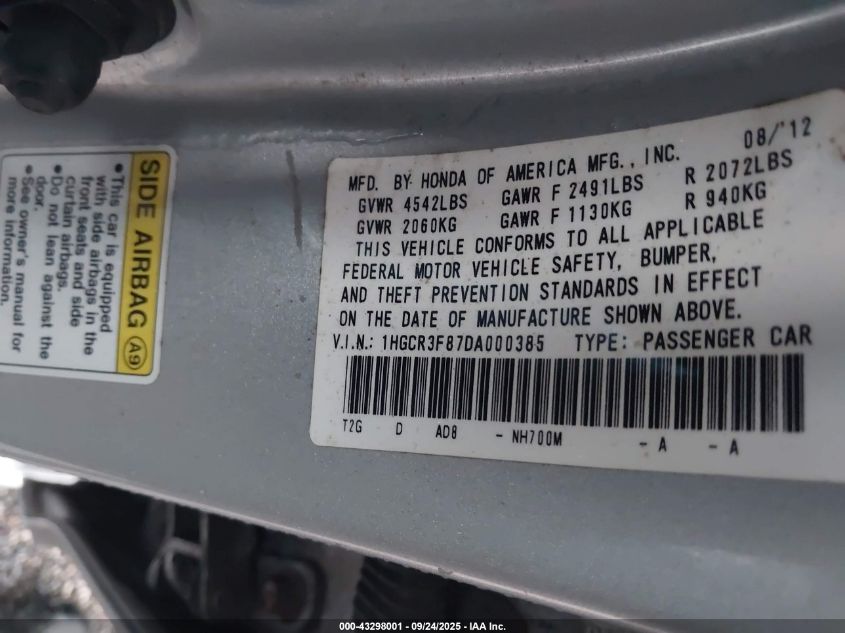 SIDE AIRBAG A9
•This car is equipped
with side airbags in the
front seats and side
curtain airbags.
•Do not lean against the
door.
•See owner's manual for
more information.
08/'12
MFD. BY HONDA OF AMERICA MFG., INC.
GVWR 4542LBS GAWR F 2491LBS R 2072LBS
GVWR 2060KG GAWR F 1130KG R 940KG
THIS VEHICLE CONFORMS TO ALL APPLICABLE
FEDERAL MOTOR VEHICLE SAFETY, BUMPER,
AND THEFT PREVENTION STANDARDS IN EFFECT
ON THE DATE OF MANUFACTURE SHOWN ABOVE.
V.I.N.: 1HGCR3F87DA000385 TYPE: PASSENGER CAR
T2G D AD8 - NH700M - A - A
000-43298001 - 09/24/2025 - IAA Inc.